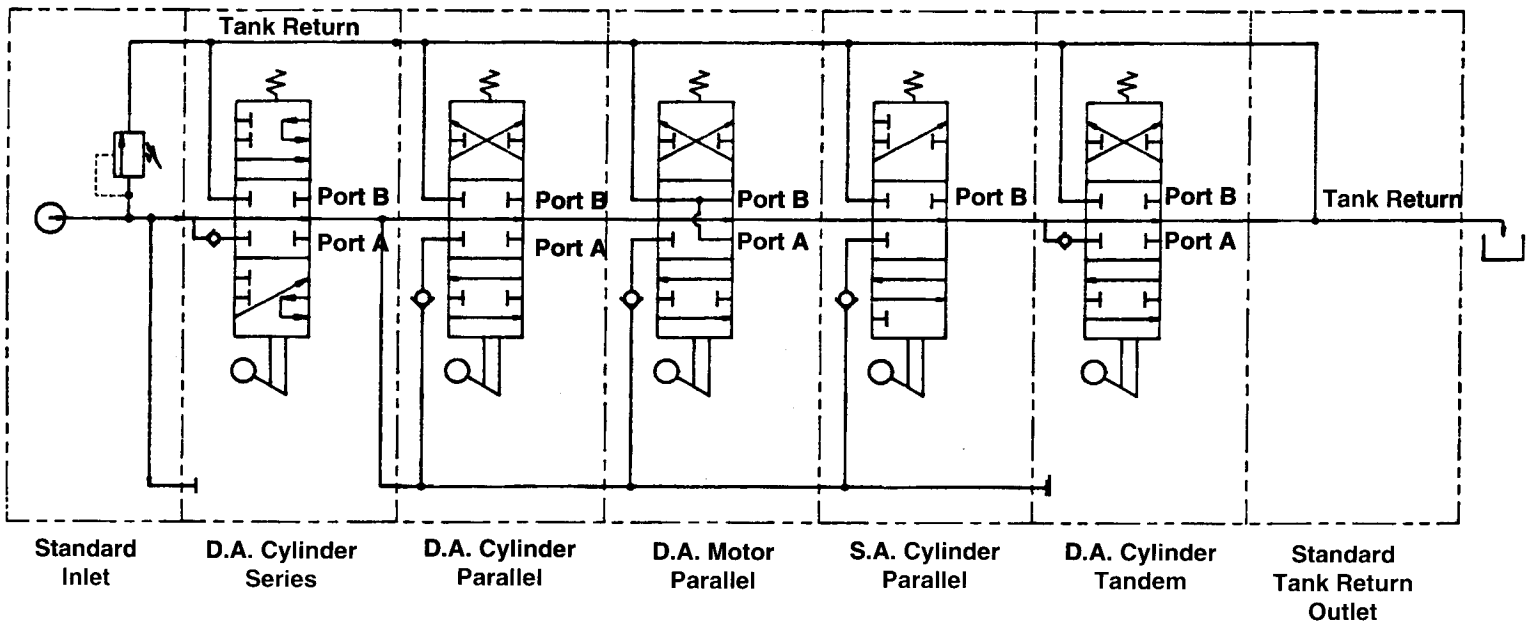 Tank Return
Port B
Port A
Port B
Port A
Port B
Port A
Port B
Port B
Port A
Tank Return
Standard
Inlet
D.A. Cylinder
Series
D.A. Cylinder
Parallel
D.A. Motor
Parallel
S.A. Cylinder
Parallel
D.A. Cylinder
Tandem
Standard
Tank Return
Outlet